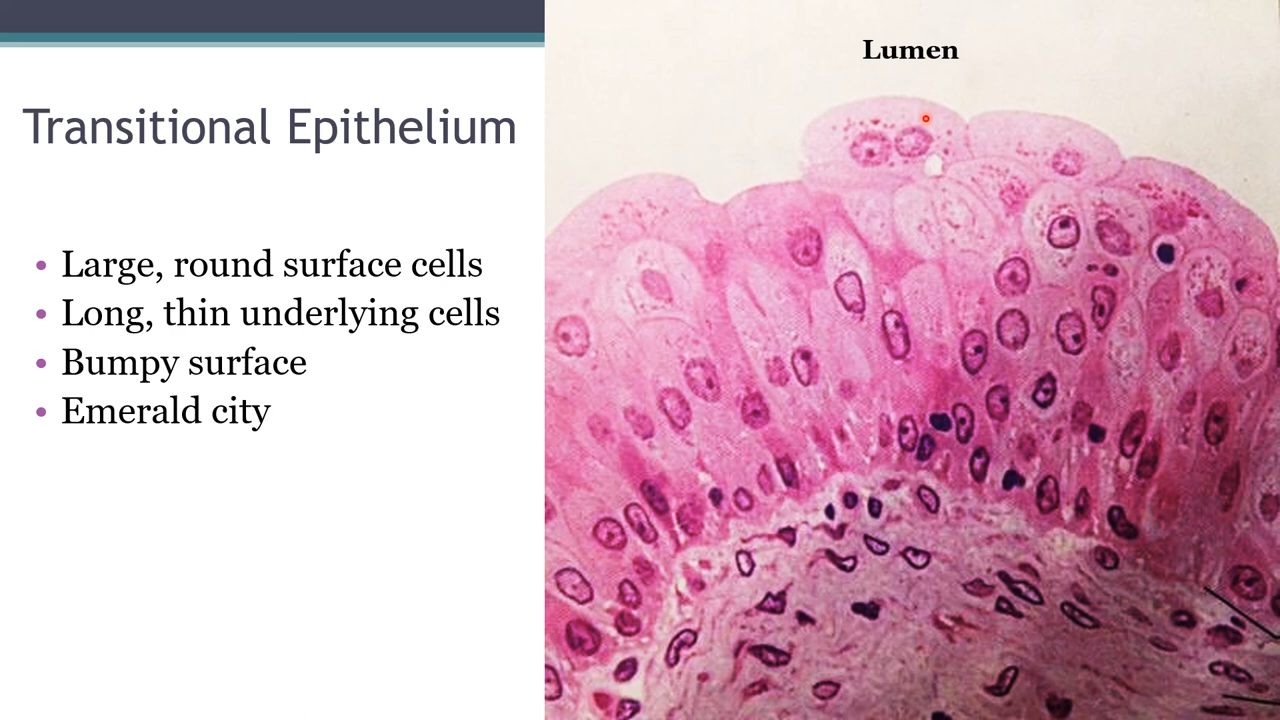 Transitional Epithelium
• Large, round surface cells
• Long, thin underlying cells
• Bumpy surface
• Emerald city
Lumen